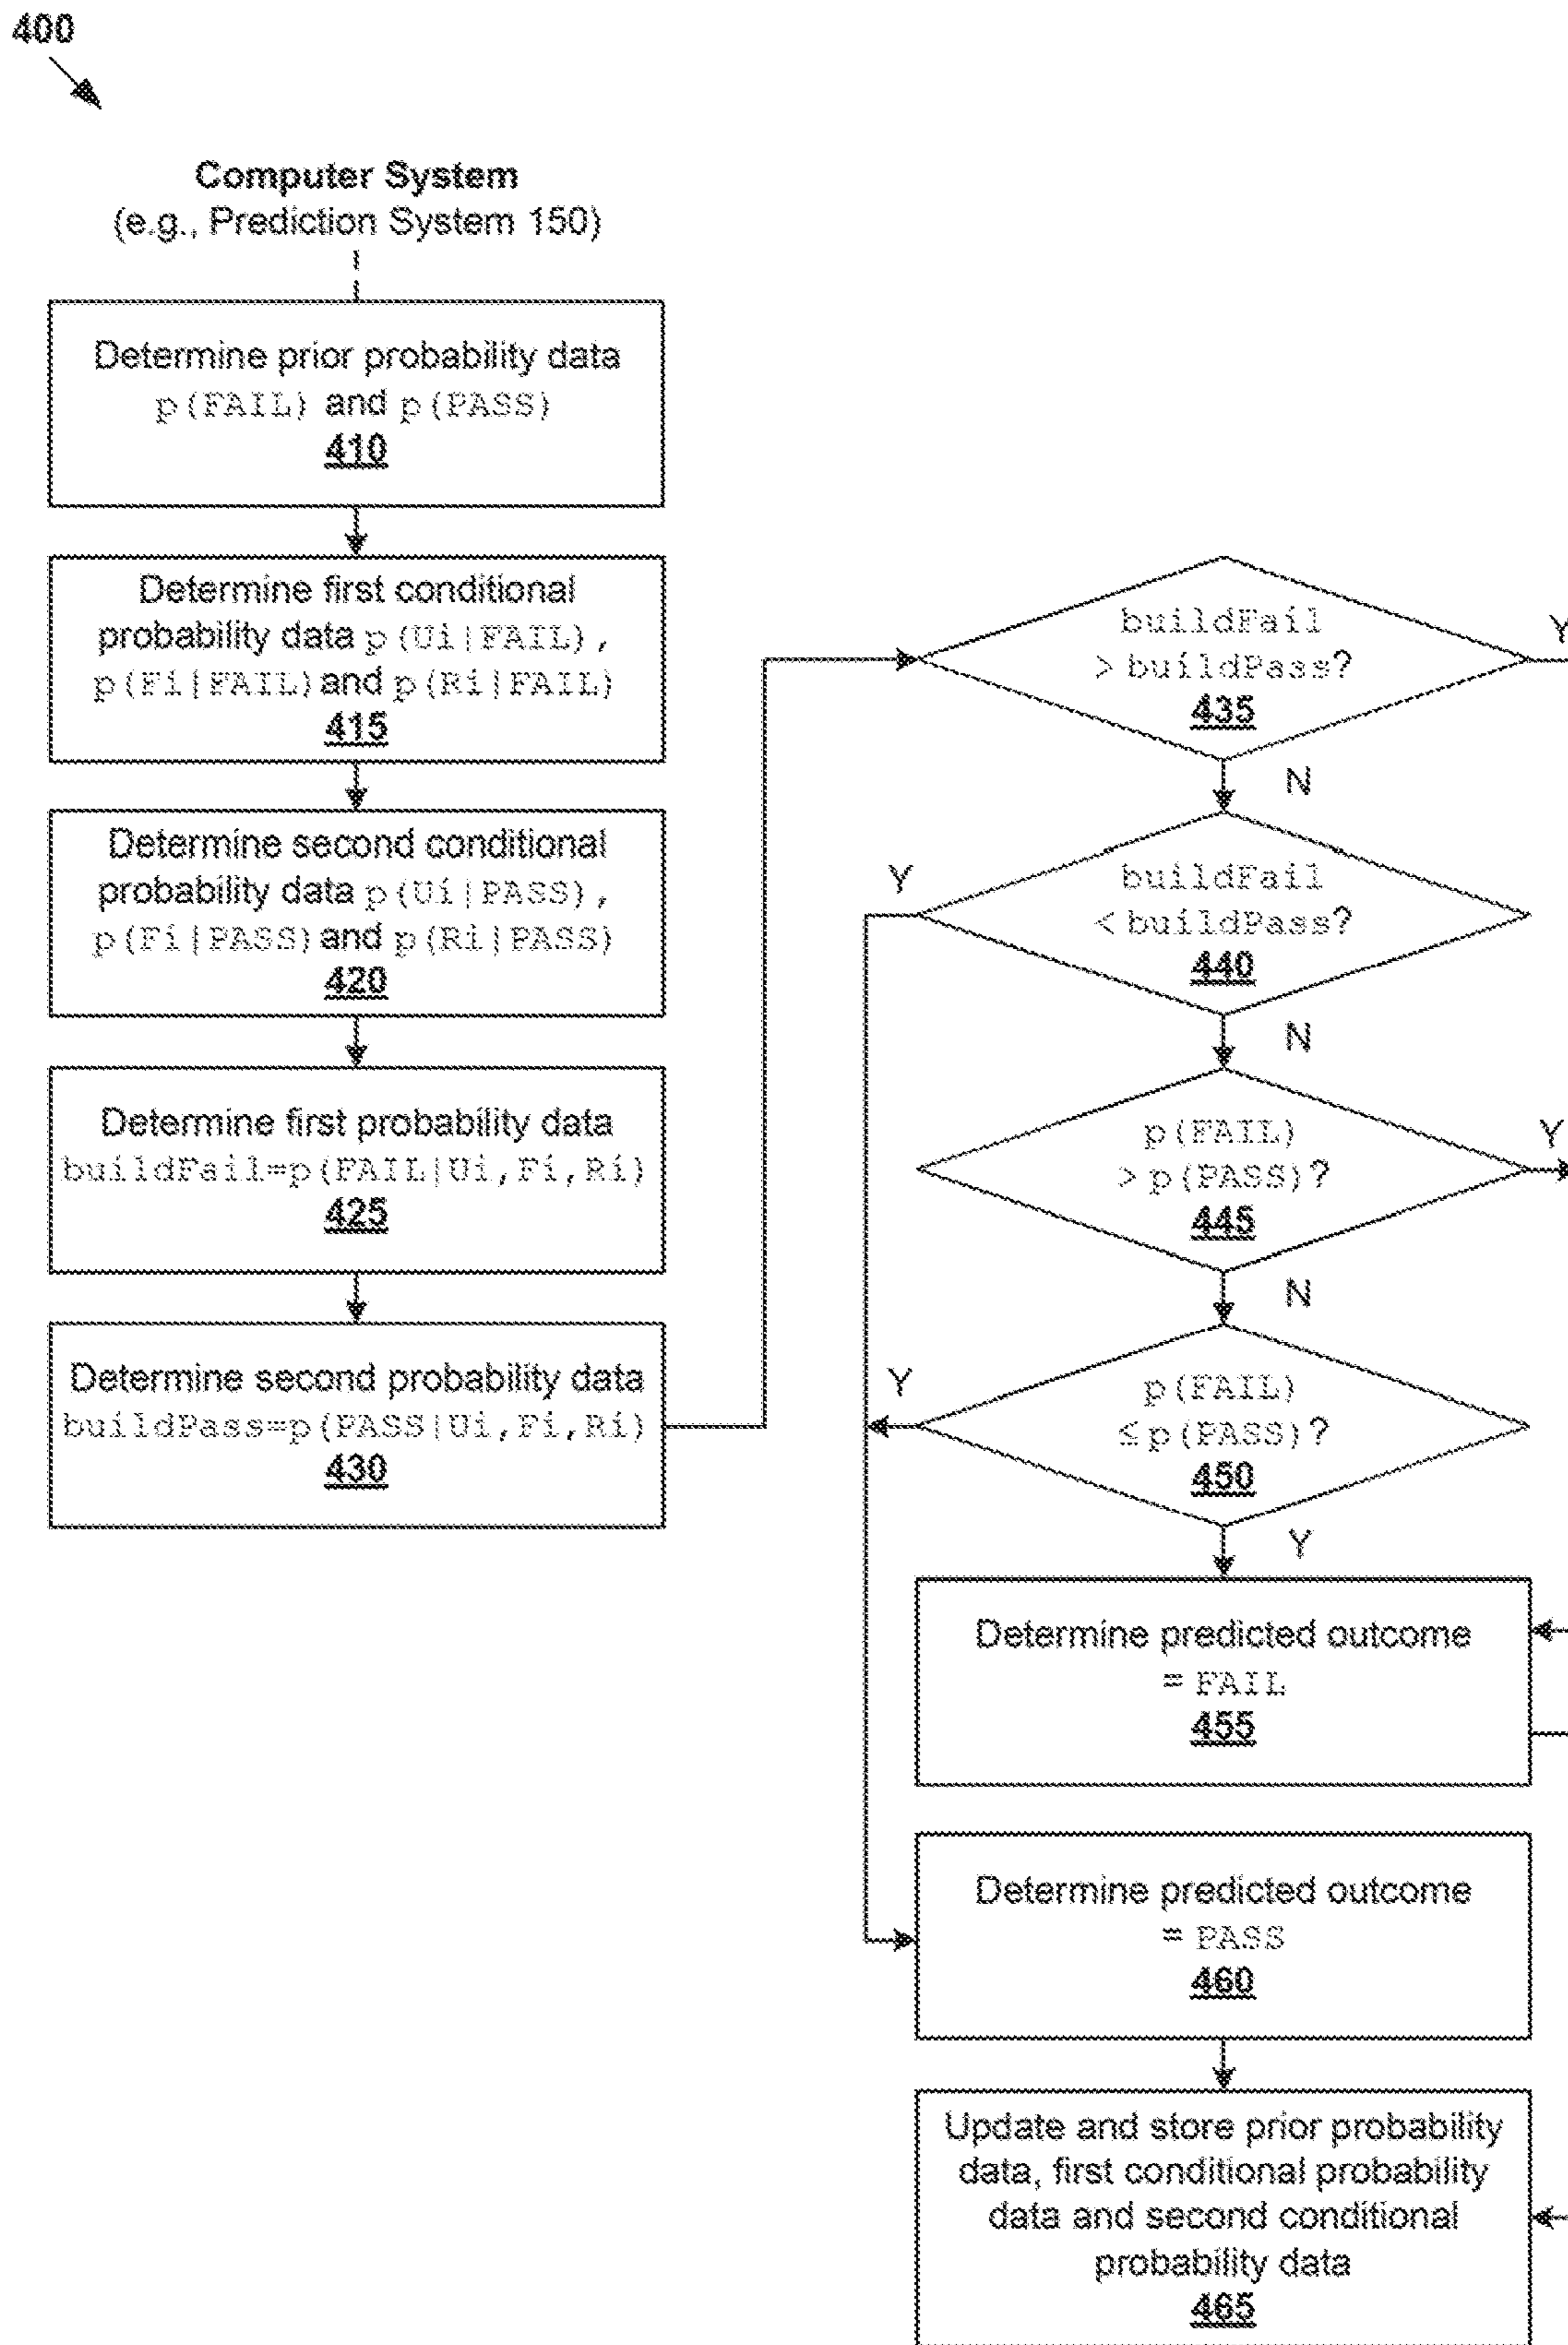 400
Computer System
(e.g., Prediction System 150)
Determine prior probability data
p(FAIL) and p(PASS)
410
Determine first conditional
probability data p(Ui|FAIL),
p(Fi|FAIL) and p(Ri|FAIL)
415
Determine second conditional
probability data p(Ui|PASS),
p(Fi|PASS) and p(Ri|PASS)
420
Determine first probability data
buildFail=p(FAIL|Ui,Fi,Ri)
425
Determine second probability data
buildPass=p(PASS|Ui,Fi,Ri)
430
buildFail
> buildPass?
435
Y
N
buildFail
< buildPass?
440
Y
N
p(FAIL)
> p(PASS)?
445
Y
N
p(FAIL)
≤ p(PASS)?
450
Y
Y
Determine predicted outcome
= FAIL
455
Determine predicted outcome
= PASS
460
Update and store prior probability
data, first conditional probability
data and second conditional
probability data
465